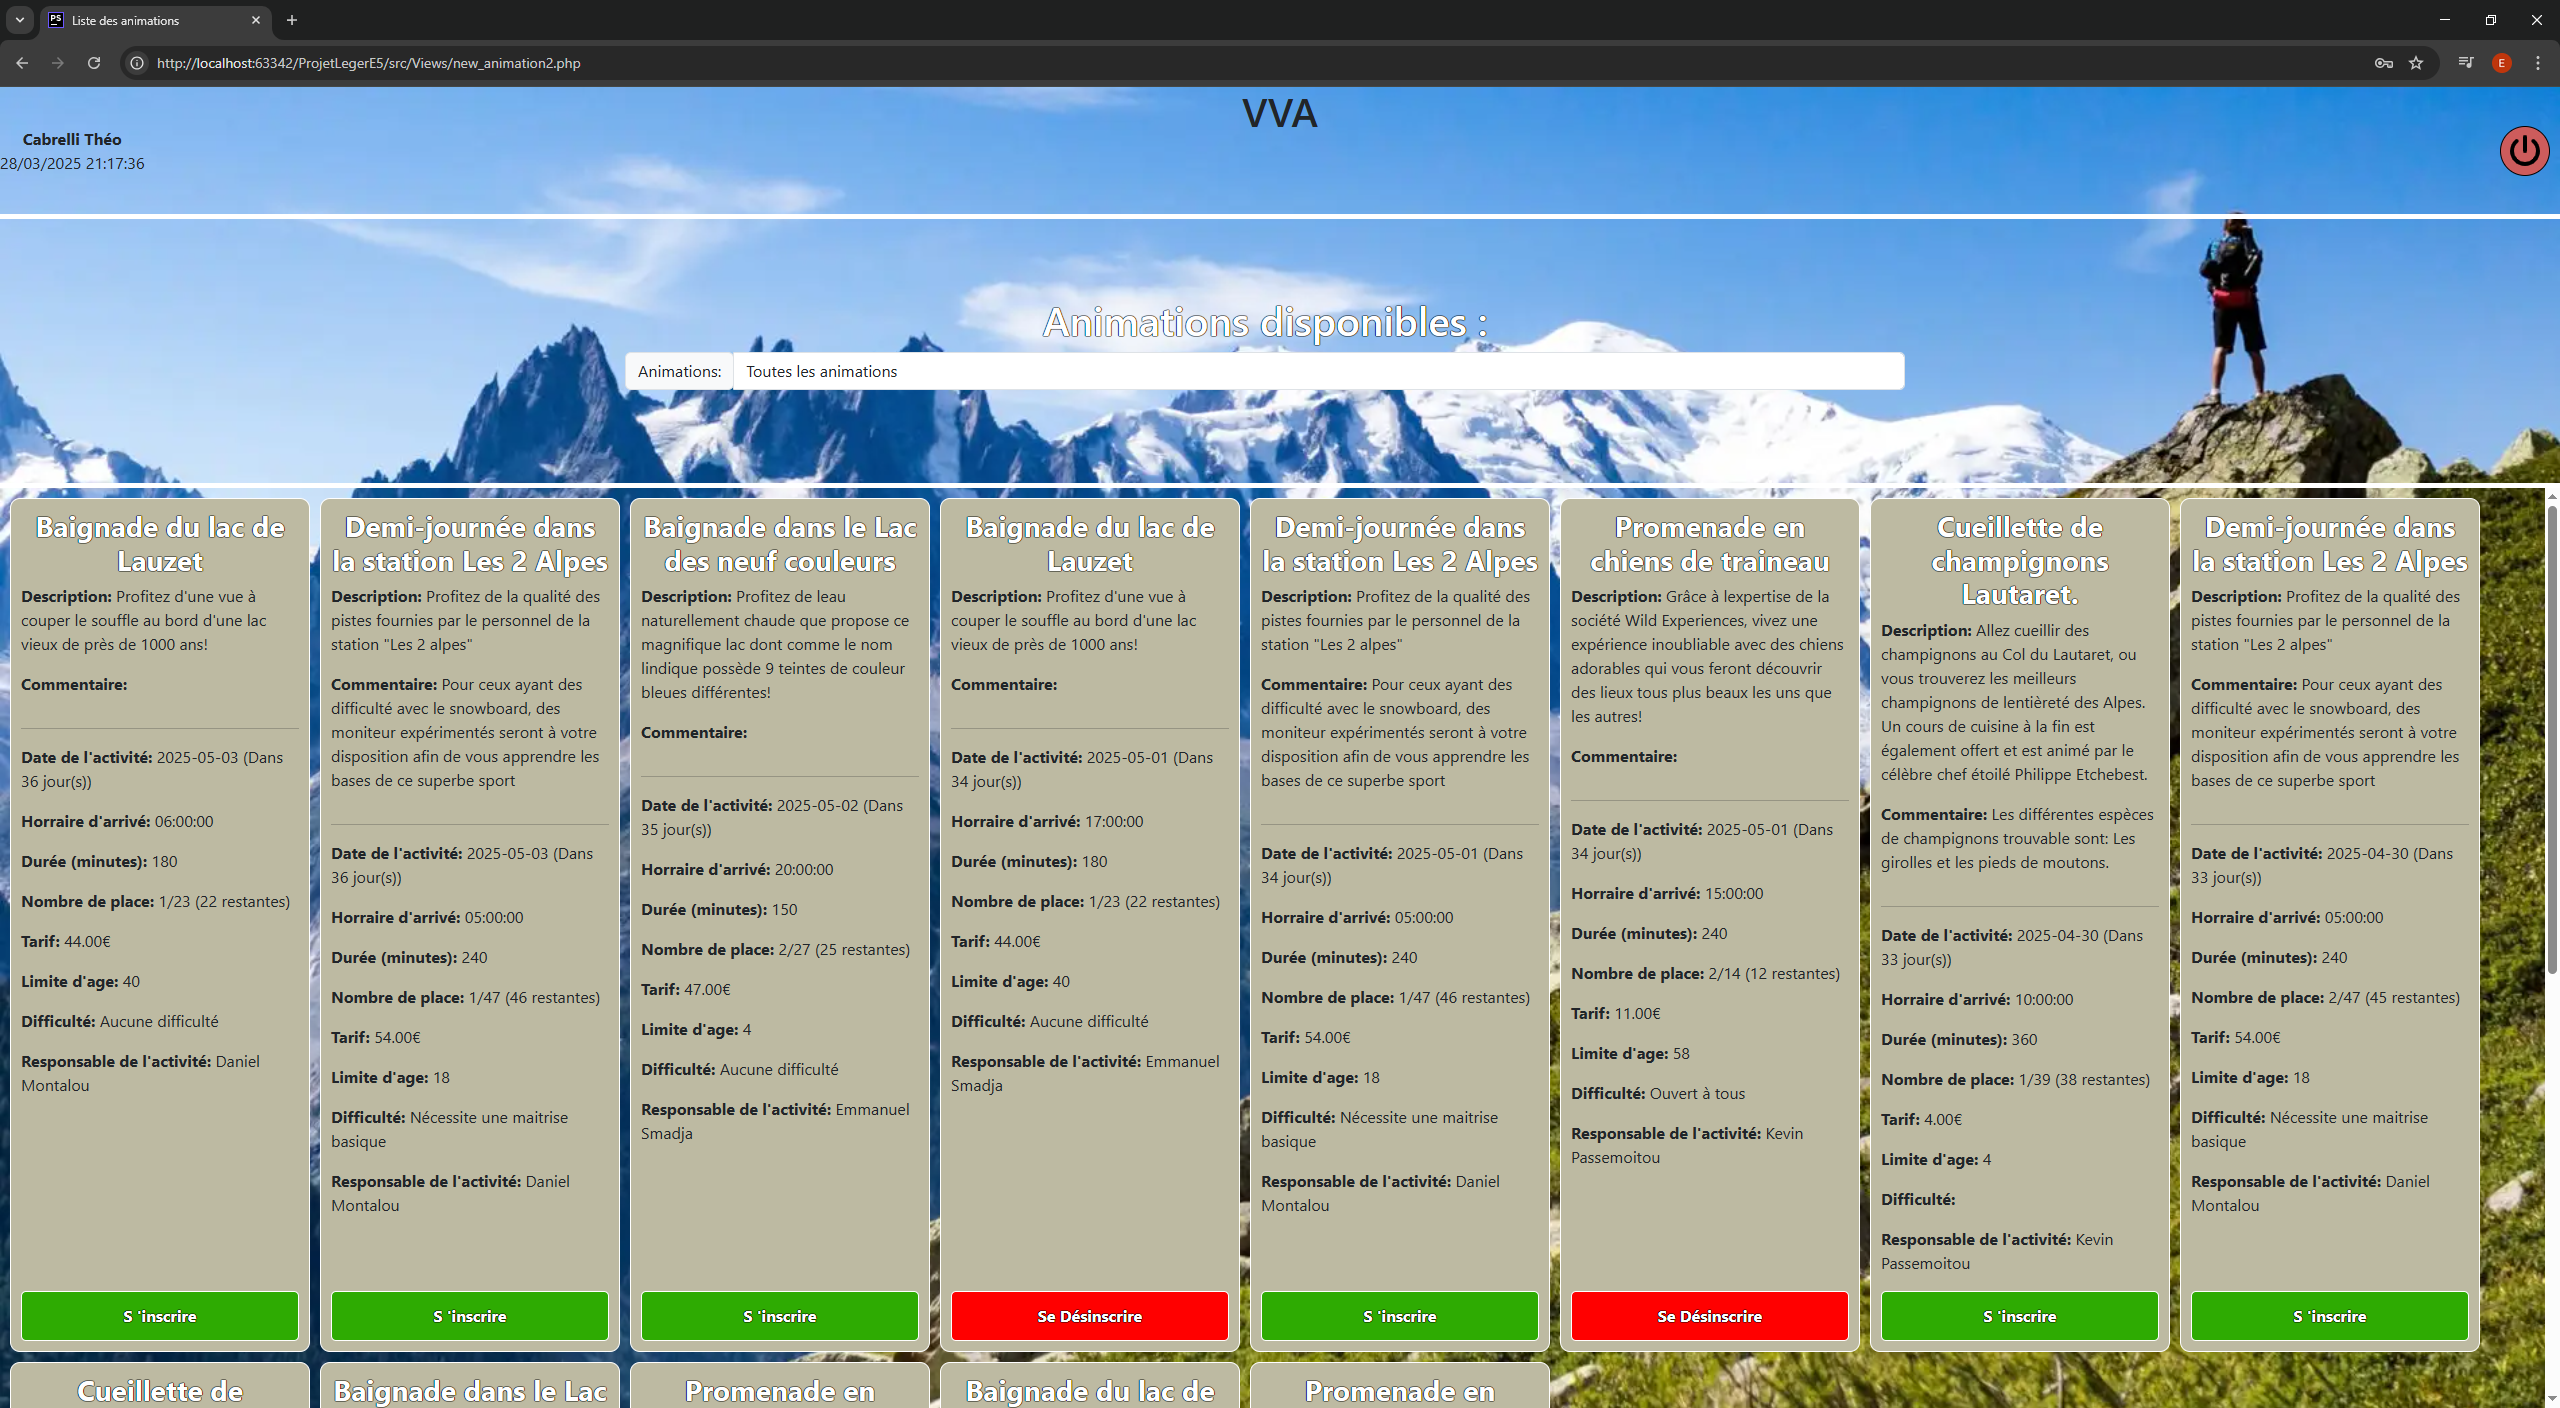 Liste des animations
http://localhost:63342/ProjetLegerE5/src/Views/new_animation2.php
E
VVA
Cabrelli Théo
28/03/2025 21:17:36
Animations disponibles :
Animations:
Toutes les animations
Baignade du lac de
Lauzet
Description: Profitez d'une vue à
couper le souffle au bord d'une lac
vieux de près de 1000 ans!
Commentaire:
Date de l'activité: 2025-05-03 (Dans
36 jour(s))
Horraire d'arrivé: 06:00:00
Durée (minutes): 180
Nombre de place: 1/23 (22 restantes)
Tarif: 44.00€
Limite d'age: 40
Difficulté: Aucune difficulté
Responsable de l'activité: Daniel
Montalou
S 'inscrire
Demi-journée dans
la station Les 2 Alpes
Description: Profitez de la qualité des
pistes fournies par le personnel de la
station "Les 2 alpes"
Commentaire: Pour ceux ayant des
difficulté avec le snowboard, des
moniteur expérimentés seront à votre
disposition afin de vous apprendre les
bases de ce superbe sport
Date de l'activité: 2025-05-03 (Dans
36 jour(s))
Horraire d'arrivé: 05:00:00
Durée (minutes): 240
Nombre de place: 1/47 (46 restantes)
Tarif: 54.00€
Limite d'age: 18
Difficulté: Nécessite une maitrise
basique
Responsable de l'activité: Daniel
Montalou
S 'inscrire
Baignade dans le Lac
des neuf couleurs
Description: Profitez de leau
naturellement chaude que propose ce
magnifique lac dont comme le nom
lindique possède 9 teintes de couleur
bleues différentes!
Commentaire:
Date de l'activité: 2025-05-02 (Dans
35 jour(s))
Horraire d'arrivé: 20:00:00
Durée (minutes): 150
Nombre de place: 2/27 (25 restantes)
Tarif: 47.00€
Limite d'age: 4
Difficulté: Aucune difficulté
Responsable de l'activité: Emmanuel
Smadja
S 'inscrire
Baignade du lac de
Lauzet
Description: Profitez d'une vue à
couper le souffle au bord d'une lac
vieux de près de 1000 ans!
Commentaire:
Date de l'activité: 2025-05-01 (Dans
34 jour(s))
Horraire d'arrivé: 17:00:00
Durée (minutes): 180
Nombre de place: 1/23 (22 restantes)
Tarif: 44.00€
Limite d'age: 40
Difficulté: Aucune difficulté
Responsable de l'activité: Emmanuel
Smadja
Se Désinscrire
Demi-journée dans
la station Les 2 Alpes
Description: Profitez de la qualité des
pistes fournies par le personnel de la
station "Les 2 alpes"
Commentaire: Pour ceux ayant des
difficulté avec le snowboard, des
moniteur expérimentés seront à votre
disposition afin de vous apprendre les
bases de ce superbe sport
Date de l'activité: 2025-05-01 (Dans
34 jour(s))
Horraire d'arrivé: 05:00:00
Durée (minutes): 240
Nombre de place: 1/47 (46 restantes)
Tarif: 54.00€
Limite d'age: 18
Difficulté: Nécessite une maitrise
basique
Responsable de l'activité: Daniel
Montalou
S 'inscrire
Promenade en
chiens de traineau
Description: Grâce à lexpertise de la
société Wild Experiences, vivez une
expérience inoubliable avec des chiens
adorables qui vous feront découvrir
des lieux tous plus beaux les uns que
les autres!
Commentaire:
Date de l'activité: 2025-05-01 (Dans
34 jour(s))
Horraire d'arrivé: 15:00:00
Durée (minutes): 240
Nombre de place: 2/14 (12 restantes)
Tarif: 11.00€
Limite d'age: 58
Difficulté: Ouvert à tous
Responsable de l'activité: Kevin
Passemoitou
Se Désinscrire
Cueillette de
champignons
Lautaret.
Description: Allez cueillir des
champignons au Col du Lautaret, ou
vous trouverez les meilleurs
champignons de lentièreté des Alpes.
Un cours de cuisine à la fin est
également offert et est animé par le
célèbre chef étoilé Philippe Etchebest.
Commentaire: Les différentes espèces
de champignons trouvable sont: Les
girolles et les pieds de moutons.
Date de l'activité: 2025-04-30 (Dans
33 jour(s))
Horraire d'arrivé: 10:00:00
Durée (minutes): 360
Nombre de place: 1/39 (38 restantes)
Tarif: 4.00€
Limite d'age: 4
Difficulté:
Responsable de l'activité: Kevin
Passemoitou
S 'inscrire
Demi-journée dans
la station Les 2 Alpes
Description: Profitez de la qualité des
pistes fournies par le personnel de la
station "Les 2 alpes"
Commentaire: Pour ceux ayant des
difficulté avec le snowboard, des
moniteur expérimentés seront à votre
disposition afin de vous apprendre les
bases de ce superbe sport
Date de l'activité: 2025-04-30 (Dans
33 jour(s))
Horraire d'arrivé: 05:00:00
Durée (minutes): 240
Nombre de place: 2/47 (45 restantes)
Tarif: 54.00€
Limite d'age: 18
Difficulté: Nécessite une maitrise
basique
Responsable de l'activité: Daniel
Montalou
S 'inscrire
Cueillette de
Baignade dans le Lac
Promenade en
Baignade du lac de
Promenade en